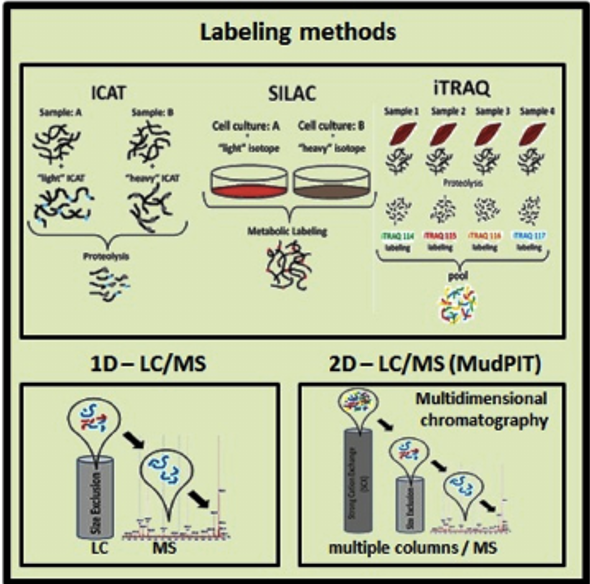 Labeling methods
ICAT
Sample: A
Sample: B
+
+
"light" ICAT
"heavy" ICAT
Proteolysis
SILAC
Cell culture: A
Cell culture: B
+
+
"light" isotope
"heavy" isotope
Metabolic Labeling
iTRAQ
Sample 1
Sample 2
Sample 3
Sample 4
Proteolysis
iTRAQ 114
iTRAQ 115
iTRAQ 116
iTRAQ 117
labeling
labeling
labeling
labeling
pool
1D – LC/MS
Size Exclusion
LC
MS
2D – LC/MS (MudPIT)
Multidimensional
chromatography
Strong Cation Exchange
(SCX)
Size Exclusion
multiple columns / MS